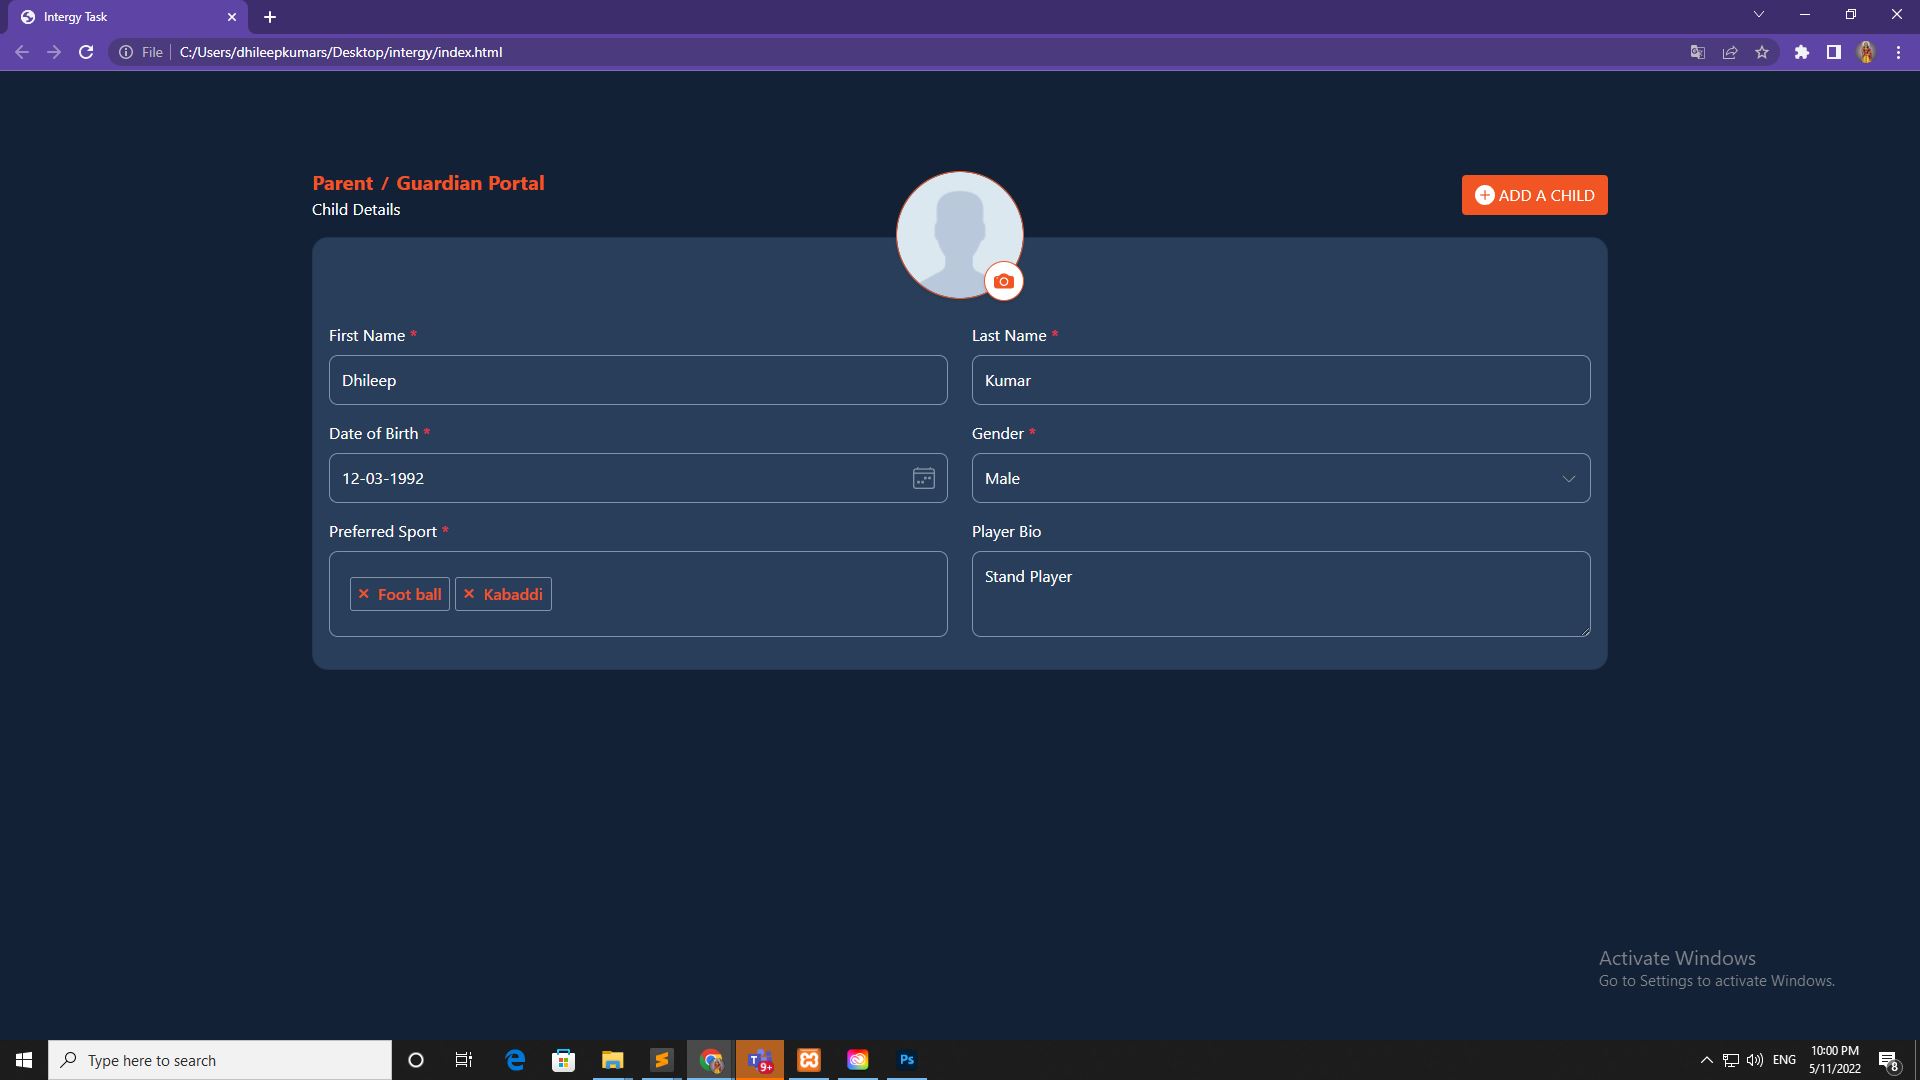 Intergy Task
File
C:/Users/dhileepkumars/Desktop/intergy/index.html
Parent / Guardian Portal
Child Details
ADD A CHILD
First Name *
Last Name *
Dhileep
Kumar
Date of Birth *
Gender *
12-03-1992
Male
Preferred Sport *
Player Bio
× Foot ball
× Kabaddi
Stand Player
Activate Windows
Go to Settings to activate Windows.
Type here to search
T
9+
Ps
ENG
10:00 PM
5/11/2022
8